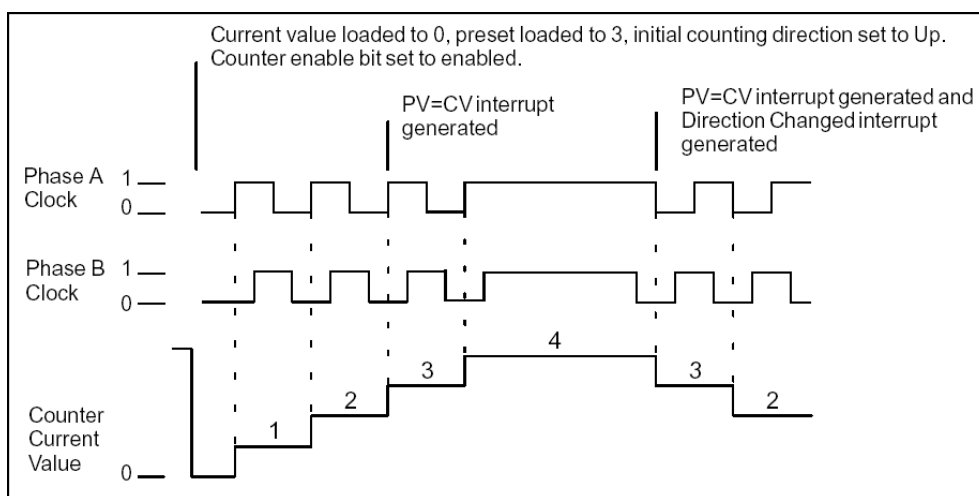 Current value loaded to 0, preset loaded to 3, initial counting direction set to Up.
Counter enable bit set to enabled.
PV=CV interrupt
generated
PV=CV interrupt generated and
Direction Changed interrupt
generated
Phase A
Clock
1
0
Phase B
Clock
1
0
Counter
Current
Value
0
1
2
3
4
3
2